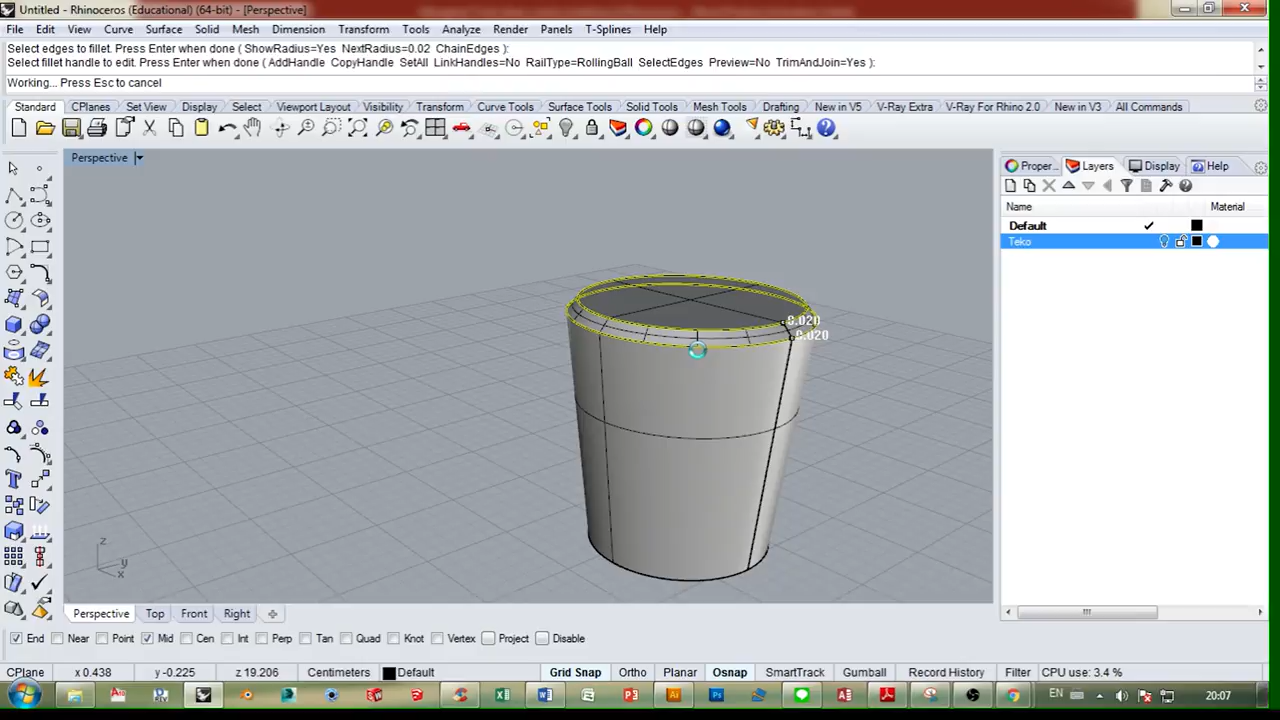 Untitled - Rhinoceros (Educational) (64-bit) - [Perspective]
File Edit View Curve Surface Solid Mesh Dimension Transform Tools Analyze Render Panels T-Splines Help
Select edges to fillet. Press Enter when done ( ShowRadius=Yes NextRadius=0.02 ChainEdges ):
Select fillet handle to edit. Press Enter when done ( AddHandle CopyHandle SetAll LinkHandles=No RailType=RollingBall SelectEdges Preview=No TrimAndJoin=Yes ):
Working... Press Esc to cancel
Standard CPlanes Set View Display Select Viewport Layout Visibility Transform Curve Tools Surface Tools Solid Tools Mesh Tools Drafting New in V5 V-Ray Extra V-Ray For Rhino 2.0 New in V3 All Commands
Perspective
Proper... Layers Display Help
Name Material
Default
Teko
0.020
0.020
z
y
x
Perspective Top Front Right
End Near Point Mid Cen Int Perp Tan Quad Knot Vertex Project Disable
CPlane x 0.438 y -0.225 z 19.206 Centimeters Default Grid Snap Ortho Planar Osnap SmartTrack Gumball Record History Filter CPU use: 3.4 %
EN 20:07